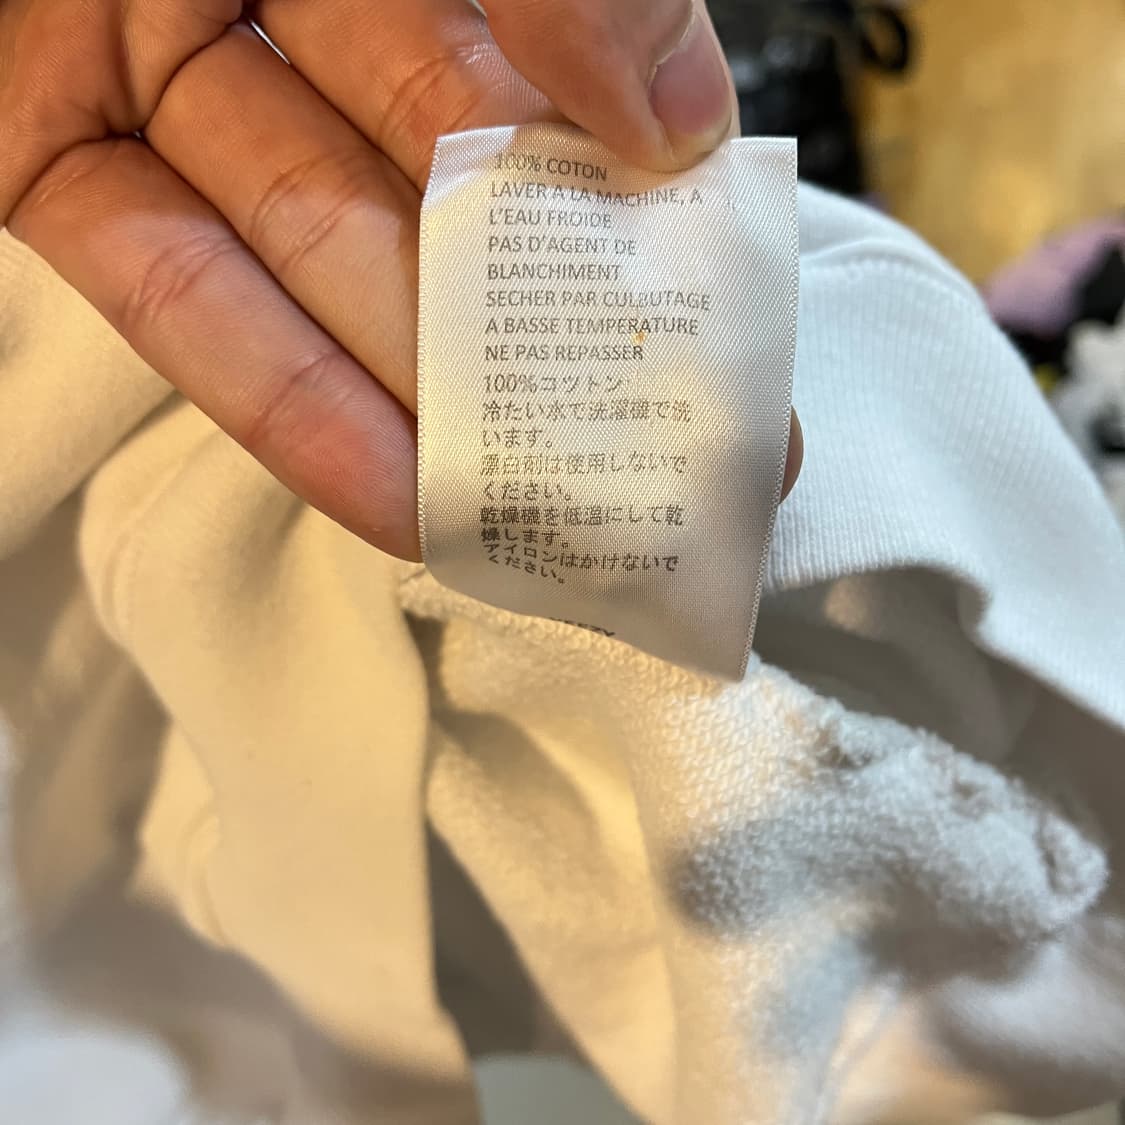 100% COTON
LAVER A LA MACHINE, A
L'EAU FROIDE
PAS D'AGENT DE
BLANCHIMENT
SECHER PAR CULBUTAGE
A BASSE TEMPERATURE
NE PAS REPASSER
100%コットン
冷たい水で洗濯機で洗
います。
漂白剤は使用しないで
ください。
乾燥機を低温にして乾
燥します。
アイロンはかけないで
ください。
YEEZY